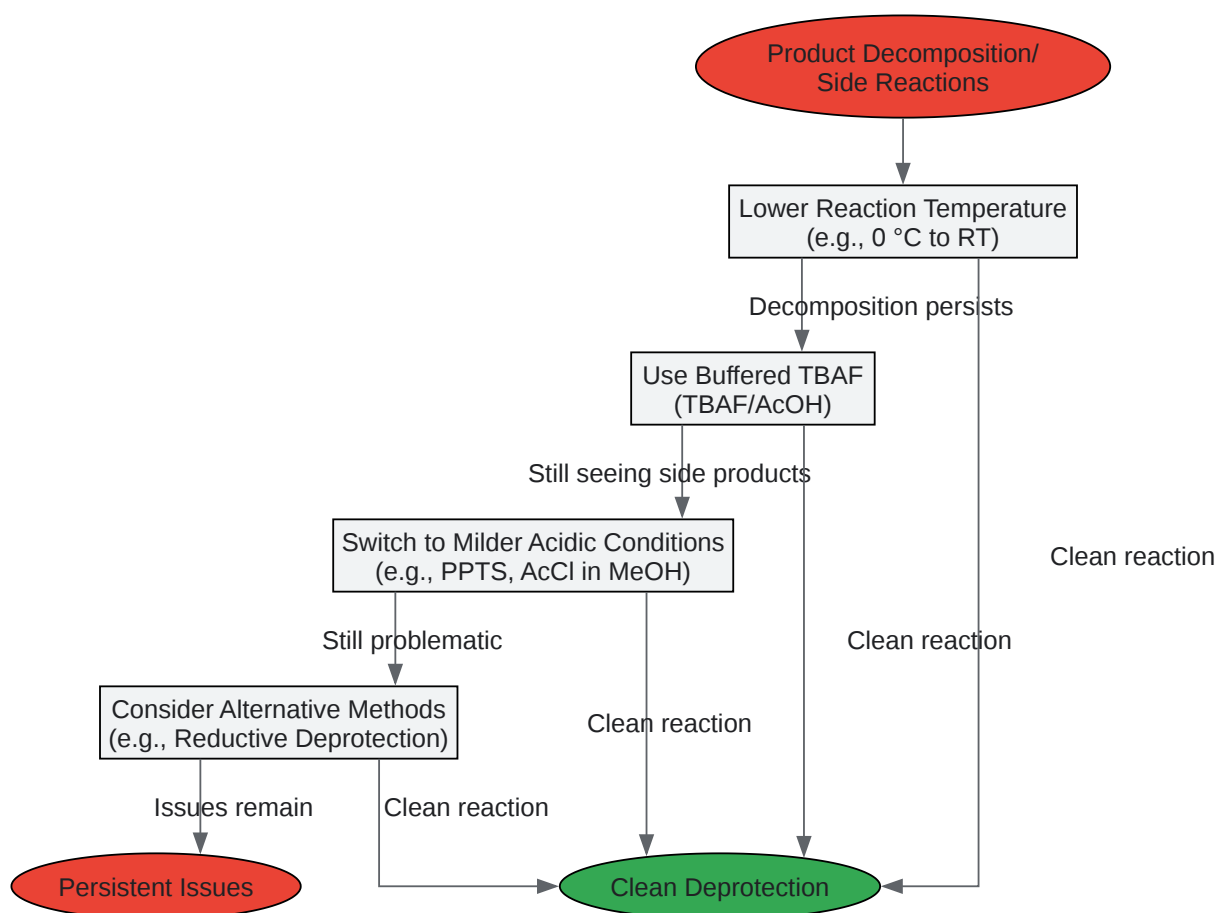 Product Decomposition/
Side Reactions
Lower Reaction Temperature
(e.g., 0 °C to RT)
Decomposition persists
Use Buffered TBAF
(TBAF/AcOH)
Still seeing side products
Switch to Milder Acidic Conditions
(e.g., PPTS, AcCl in MeOH)
Clean reaction
Still problematic
Clean reaction
Consider Alternative Methods
(e.g., Reductive Deprotection)
Clean reaction
Issues remain
Clean reaction
Persistent Issues
Clean Deprotection